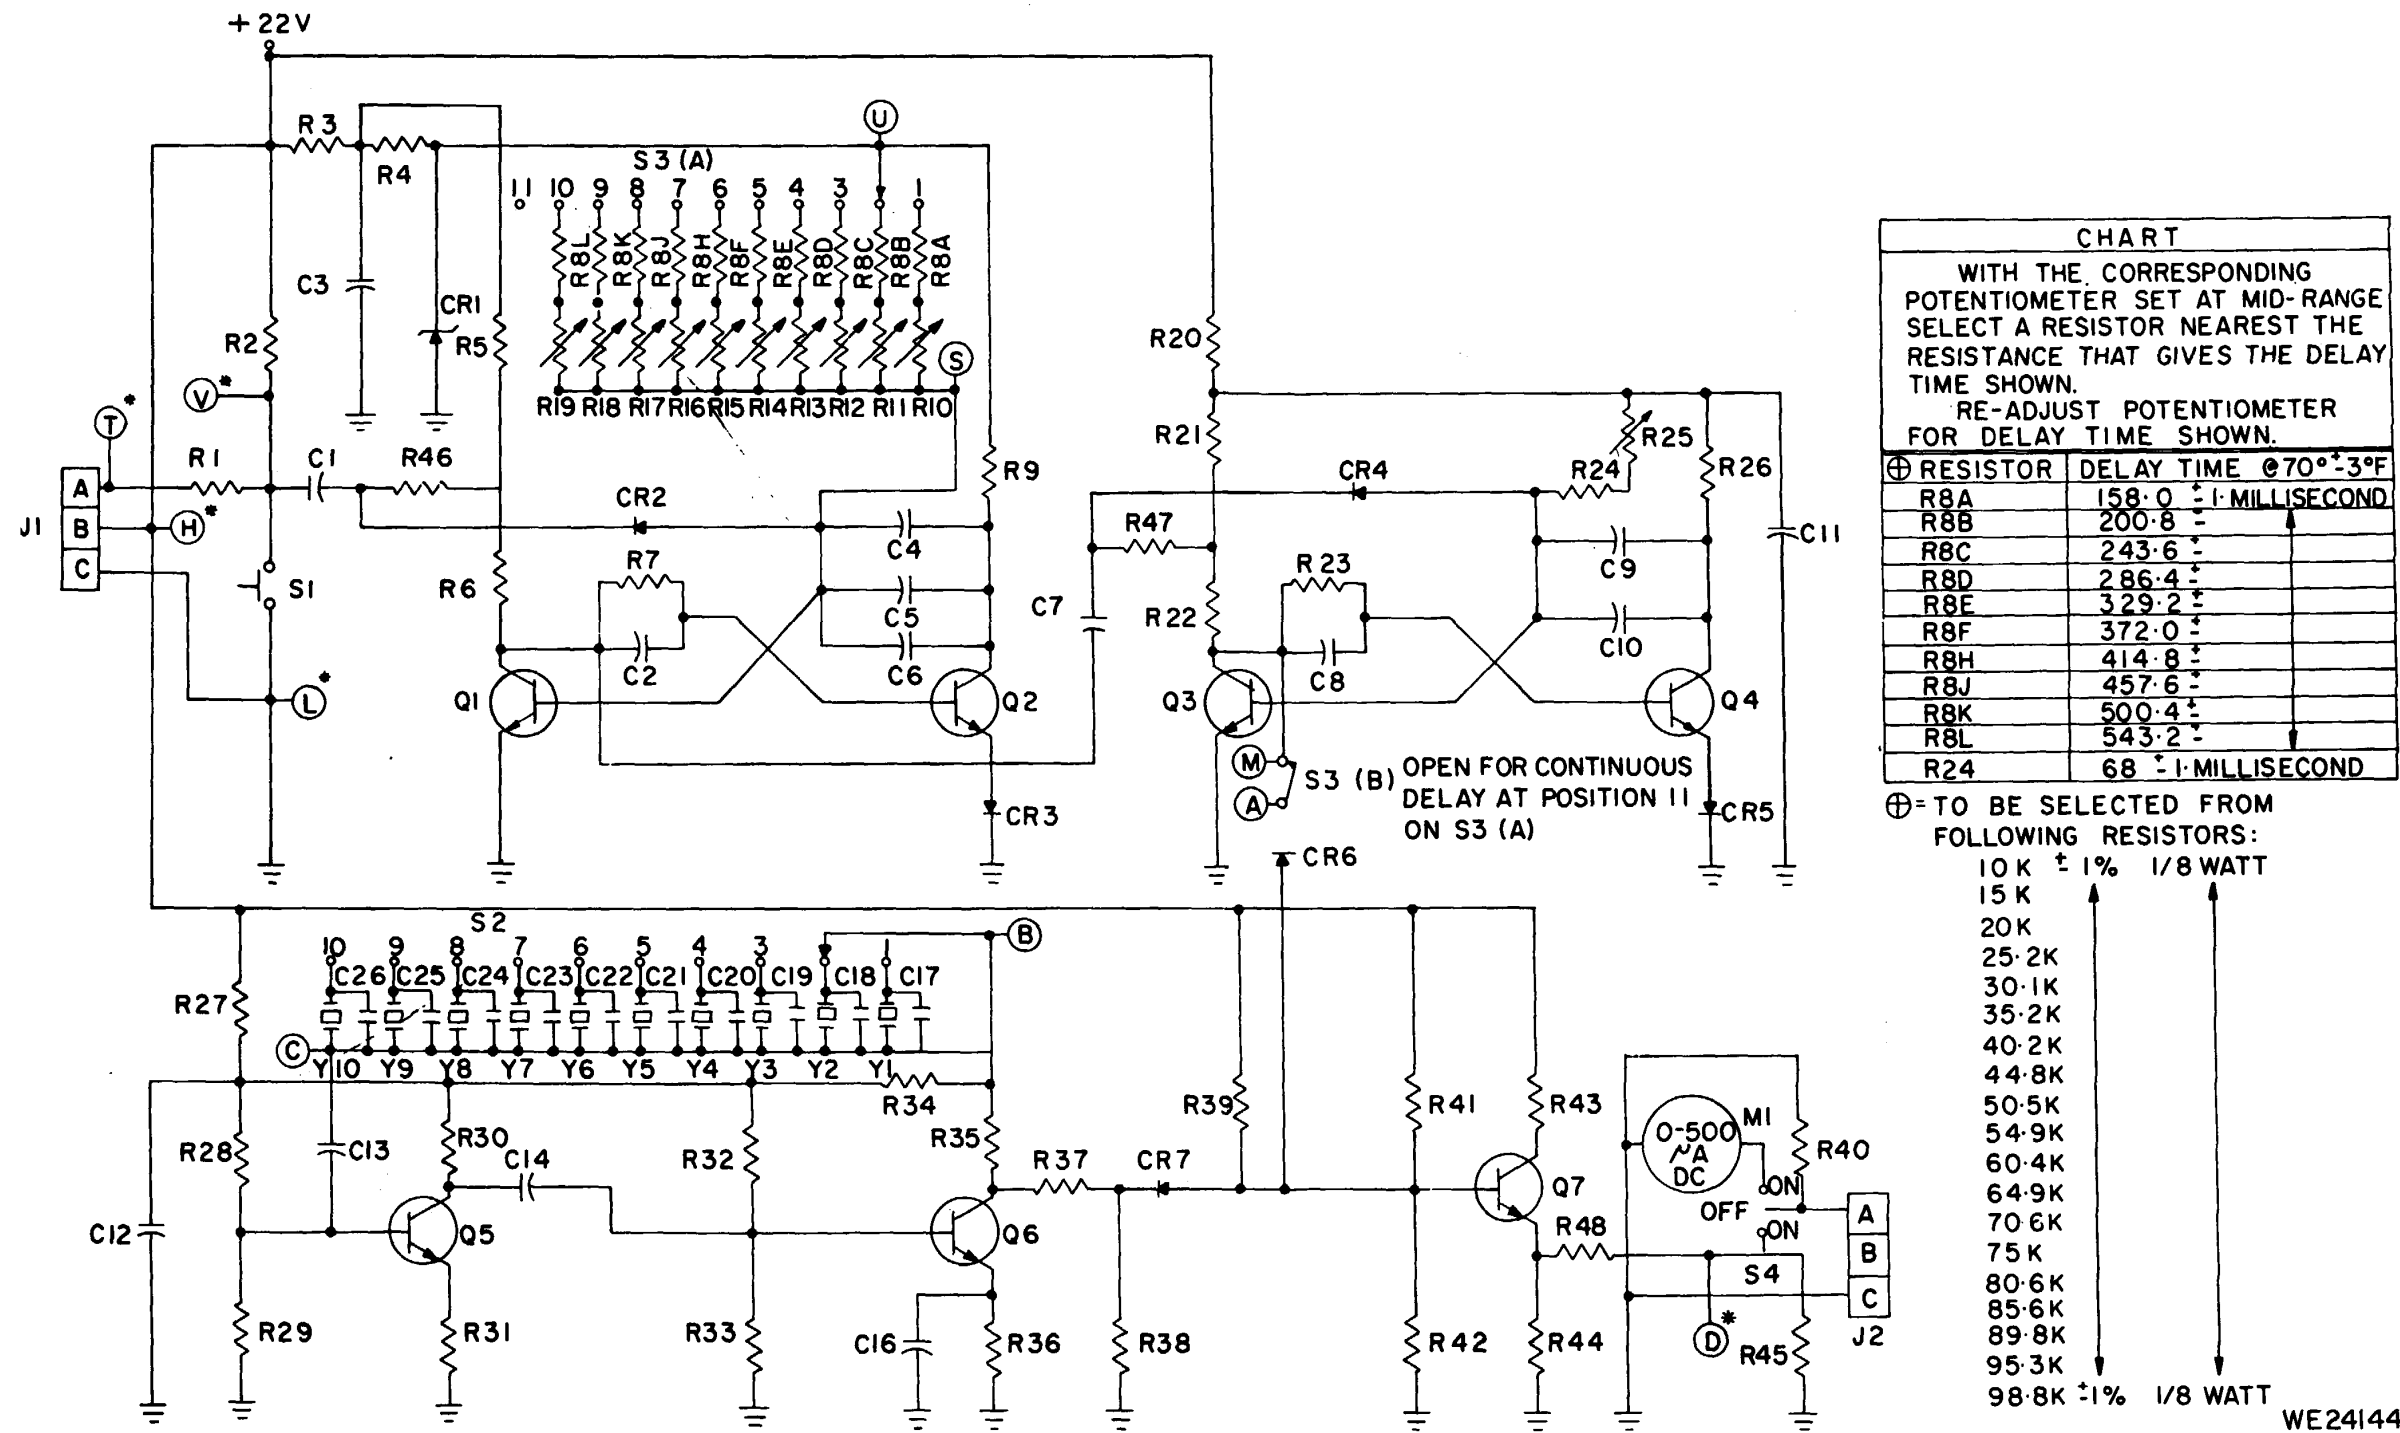 +22V
R3
R4
U
S3 (A)
11 10 9 8 7 6 5 4 3 1
R8L R8K R8J R8H R8F R8E R8D R8C R8B R8A
C3
CR1
R2
R5
V*
S
R19 R18 R17 R16 R15 R14 R13 R12 R11 R10
T*
R1
C1
R46
R9
CR2
J1
A
B
C
H*
C4
R7
R6
C5
S1
C2
C6
L*
Q1
Q2
CR3
R20
R21
CR4
R24
R25
R26
R47
C9
C11
C7
R22
R23
C10
C8
Q3
Q4
M
A
S3 (B)
OPEN FOR CONTINUOUS
DELAY AT POSITION 11
ON S3 (A)
CR5
CR6
S2
B
10 9 8 7 6 5 4 3 1
C26 C25 C24 C23 C22 C21 C20 C19 C18 C17
R27
C
Y10 Y9 Y8 Y7 Y6 Y5 Y4 Y3 Y2 Y1
R34
R28
C13
R30
C14
R32
R35
R37
CR7
R39
R41
R43
C12
Q5
Q6
Q7
R29
R31
R33
C16
R36
R38
R42
R44
R48
0-500
µA
DC
M1
R40
ON
OFF
ON
S4
D*
R45
A
B
C
J2
CHART
WITH THE CORRESPONDING
POTENTIOMETER SET AT MID-RANGE
SELECT A RESISTOR NEAREST THE
RESISTANCE THAT GIVES THE DELAY
TIME SHOWN.
RE-ADJUST POTENTIOMETER
FOR DELAY TIME SHOWN.
⊕ RESISTOR DELAY TIME @70°±3°F
R8A 158.0 ±1 MILLISECOND
R8B 200.8 ±
R8C 243.6 ±
R8D 286.4 ±
R8E 329.2 ±
R8F 372.0 ±
R8H 414.8 ±
R8J 457.6 ±
R8K 500.4 ±
R8L 543.2 ±
R24 68 ±1 MILLISECOND
⊕=TO BE SELECTED FROM
FOLLOWING RESISTORS:
10K ±1% 1/8 WATT
15K
20K
25.2K
30.1K
35.2K
40.2K
44.8K
50.5K
54.9K
60.4K
64.9K
70.6K
75K
80.6K
85.6K
89.8K
95.3K
98.8K ±1% 1/8 WATT
WE24144